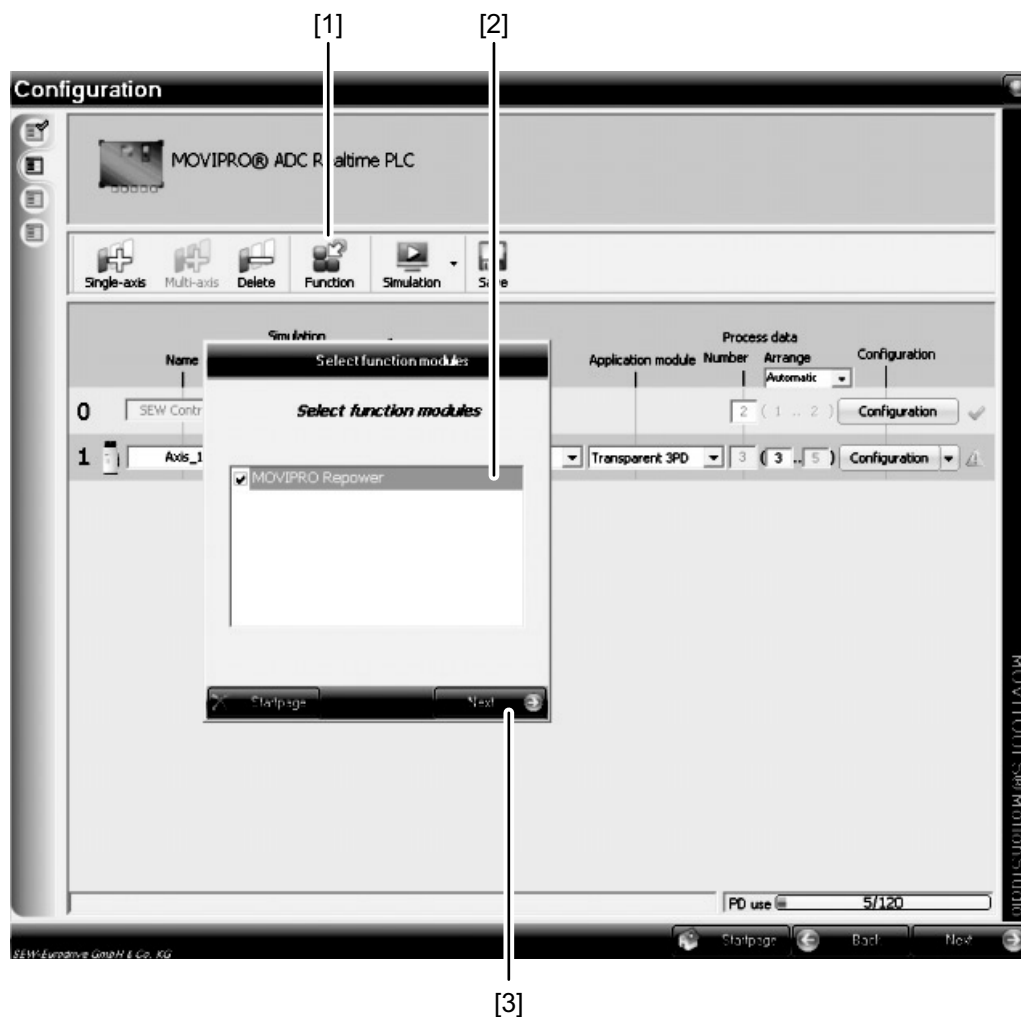 [1] [2]
Configuration
MOVIPRO® ADC Realtime PLC
Single-axis Multi-axis Delete Function Simulation Save
Simulation Process data
Name Application module Number Arrange Configuration
Automatic
0 SEW Contr 2 ( 1 .. 2 ) Configuration
1 Axis_1 Transparent 3PD 3 ( 3 .. 5 ) Configuration
Select function modules
Select function modules
MOVIPRO Repower
Startpage Next
PD use 5/120
Startpage Back Next
SEW-Eurodrive GmbH & Co. KG
MOVITOOLS® MotionStudio
[3]